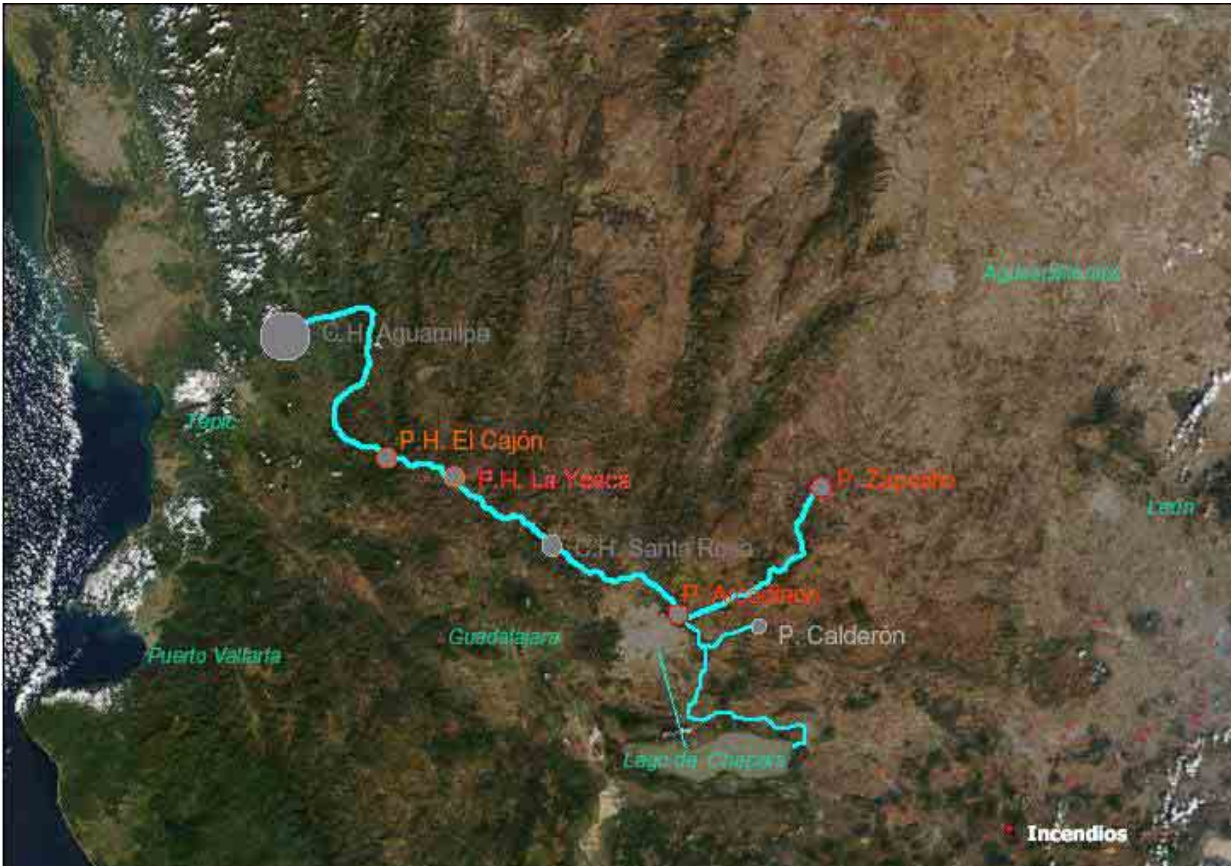 Aguascalientes
C.H. Aguamilpa
Tepic
P.H. El Cajón
P.H. La Yesca
P. Zapotillo
León
C.H. Santa Rosa
P. Arcediano
Guadalajara
P. Calderón
Puerto Vallarta
Lago de Chapala
Incendios